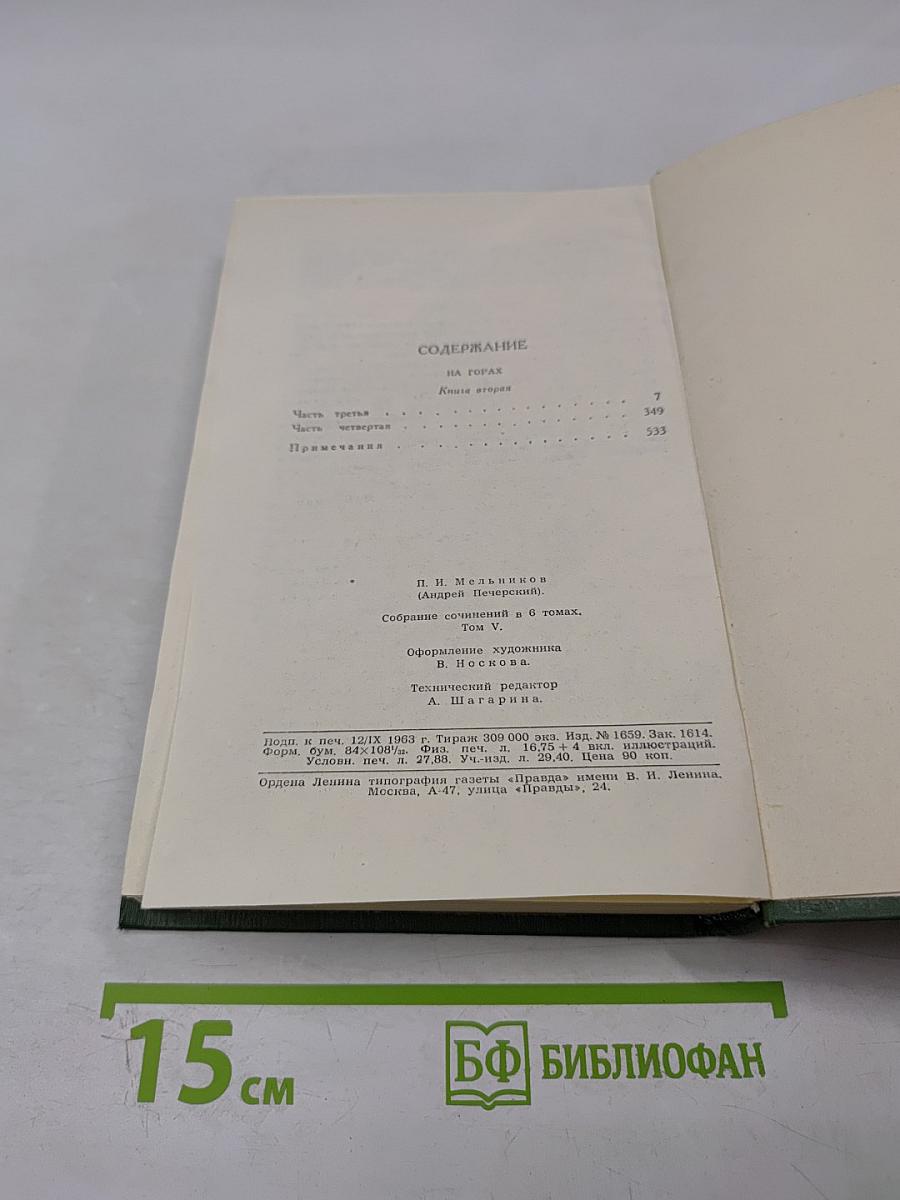 СОДЕРЖАНИЕ
НА ГОРАХ
Книга вторая
Часть третья . . . . . . . . . . . . . . . 7
Часть четвертая . . . . . . . . . . . . . 349
Примечания . . . . . . . . . . . . . . 533
П. И. Мельников
(Андрей Печерский).
Собрание сочинений в 6 томах.
Том V.
Оформление художника
В. Носкова.
Технический редактор
А. Шагарина.
Подп. к печ. 12/IX 1963 г. Тираж 309 000 экз. Изд. № 1659. Зак. 1614.
Форм. бум. 84×108¹/₃₂. Физ. печ. л. 16,75 + 4 вкл. иллюстраций.
Условн. печ. л. 27,88. Уч.-изд. л. 29,40. Цена 90 коп.
Ордена Ленина типография газеты «Правда» имени В. И. Ленина.
Москва, А-47, улица «Правды», 24.
15 см
БФ БИБЛИОФАН